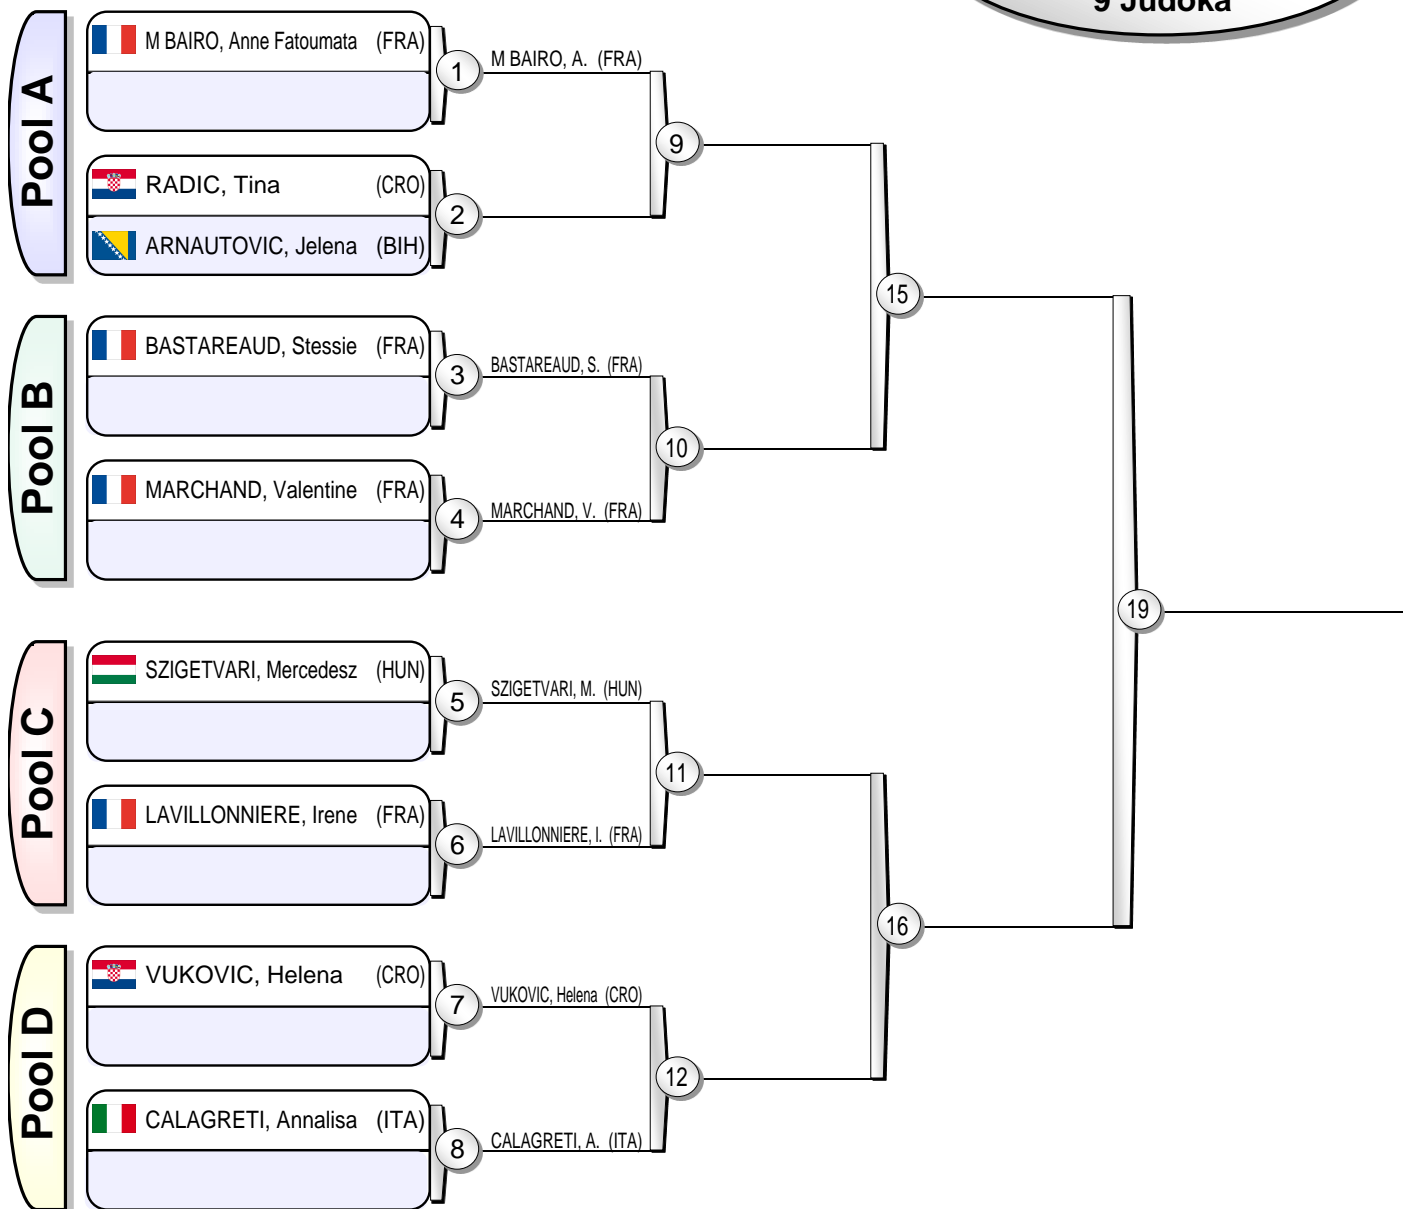 9 Judoka
Pool A
M BAIRO, Anne Fatoumata (FRA)
1
M BAIRO, A. (FRA)
9
RADIC, Tina (CRO)
2
ARNAUTOVIC, Jelena (BIH)
15
Pool B
BASTAREAUD, Stessie (FRA)
3
BASTAREAUD, S. (FRA)
10
MARCHAND, Valentine (FRA)
4
MARCHAND, V. (FRA)
19
Pool C
SZIGETVARI, Mercedesz (HUN)
5
SZIGETVARI, M. (HUN)
11
LAVILLONNIERE, Irene (FRA)
6
LAVILLONNIERE, I. (FRA)
16
Pool D
VUKOVIC, Helena (CRO)
7
VUKOVIC, Helena (CRO)
12
CALAGRETI, Annalisa (ITA)
8
CALAGRETI, A. (ITA)